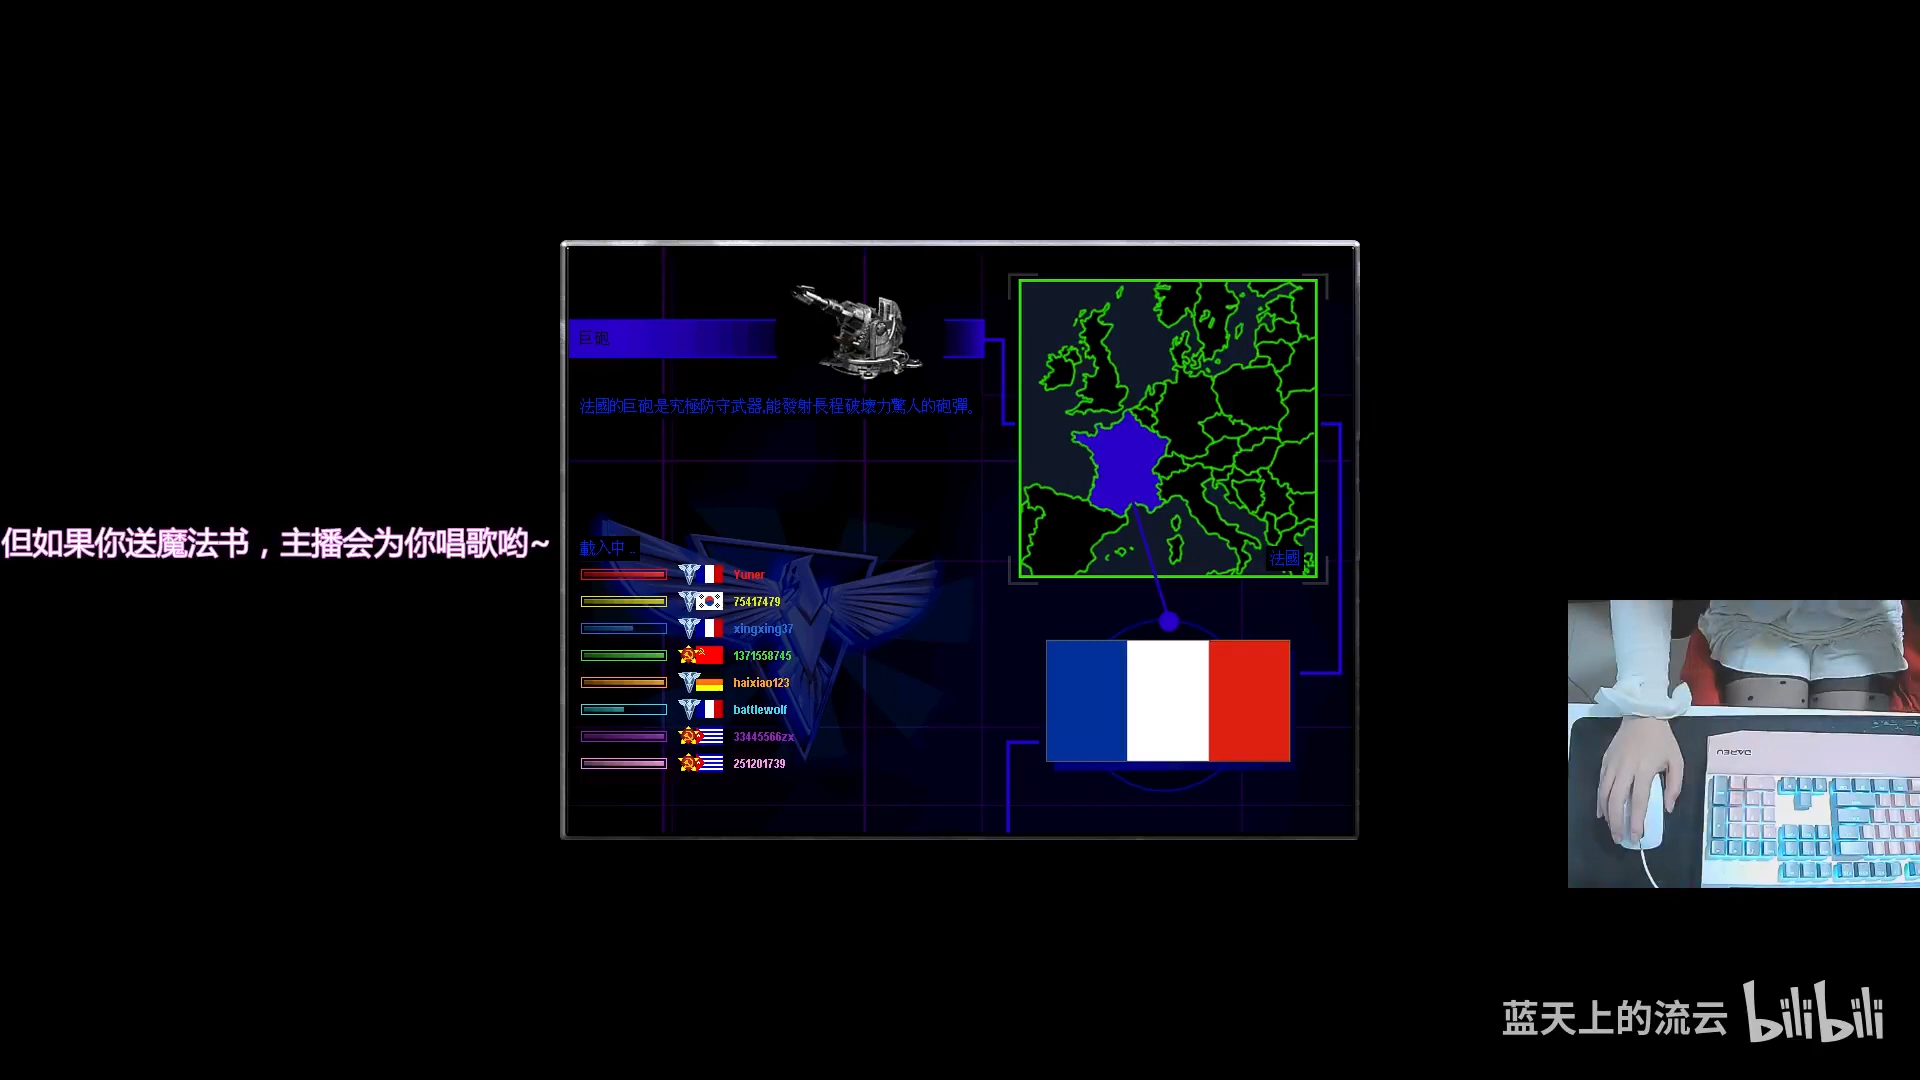 巨砲
法國的巨砲是究極防守武器,能發射長程破壞力驚人的砲彈。
法國
但如果你送魔法书，主播会为你唱歌哟~
載入中..
Yuner
75417479
xingxing37
1371558745
haixiao123
battlewolf
33445566zx
251201739
DAREU
蓝天上的流云 bilibili